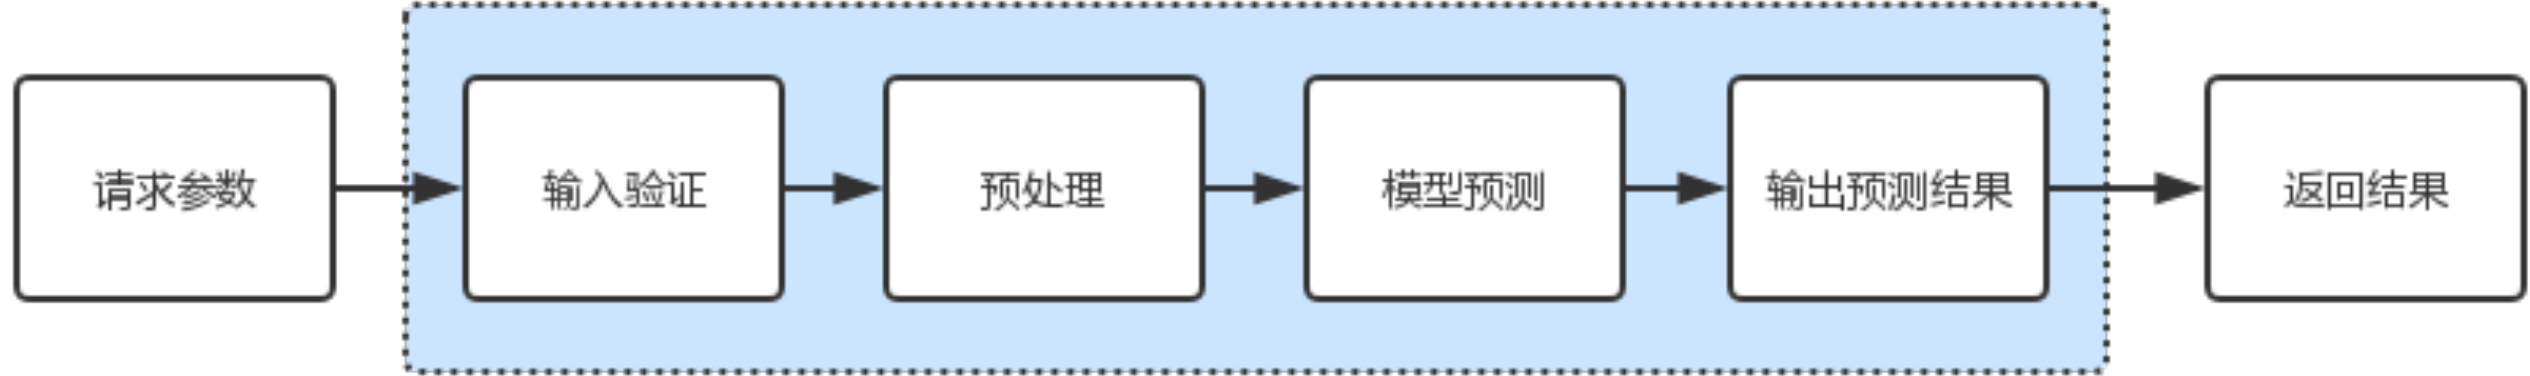 请求参数
输入验证
预处理
模型预测
输出预测结果
返回结果